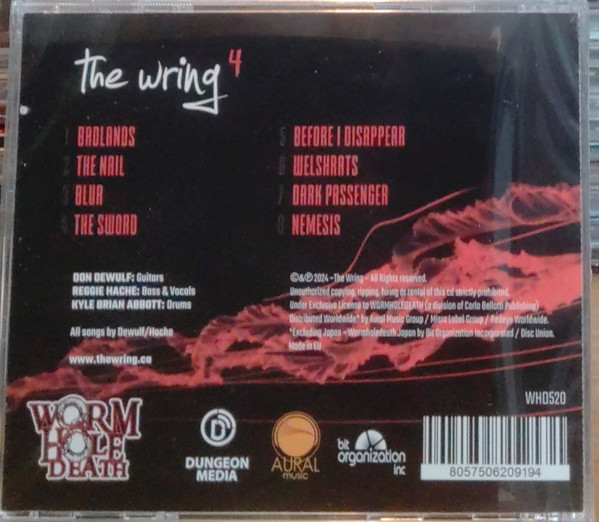 the wring 4
1 BADLANDS
2 THE NAIL
3 BLUR
4 THE SWORD
5 BEFORE I DISAPPEAR
6 WELSHRATS
7 DARK PASSENGER
8 NEMESIS
DON DEWULF: Guitars
REGGIE HACHE: Bass & Vocals
KYLE BRIAN ABBOTT: Drums
All songs by Dewulf/Hache
www.thewring.ca
©&℗ 2024 -The Wring - All Rights reserved.
Unauthorized copying, ripping, hiring or rental of this cd strictly prohibited.
Under Exclusive License to WORMHOLEDEATH (a division of Carlo Bellotti Publishing)
Distributed Worldwide* by Aural Music Group / Misia Label Group / Redeye Worldwide.
*Excluding Japan - Wormholedeath Japan by Bit Organization Incorporated / Disc Union.
Made in EU
WHD520
WORM
HOLE
DEATH
DUNGEON
MEDIA
AURAL
music
bit
organization
inc
8057506209194